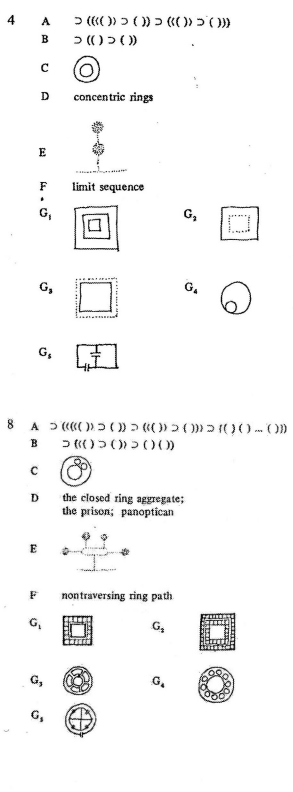 4 A ⊃ (((( )) ⊃ ( )) ⊃ ((( )) ⊃ ( )))
B ⊃ (( ) ⊃ ( ))
C
D concentric rings
E
F limit sequence
G₁ G₂
G₃ G₄
G₅
8 A ⊃ ((((( )) ⊃ ( )) ⊃ ((( )) ⊃ ( ))) ⊃ (( ) ( ) ... ( )))
B ⊃ ((( ) ⊃ ( )) ⊃ ( ) ( ))
C
D the closed ring aggregate;
the prison; panoptican
E
F nontraversing ring path
G₁ G₂
G₃ G₄
G₅